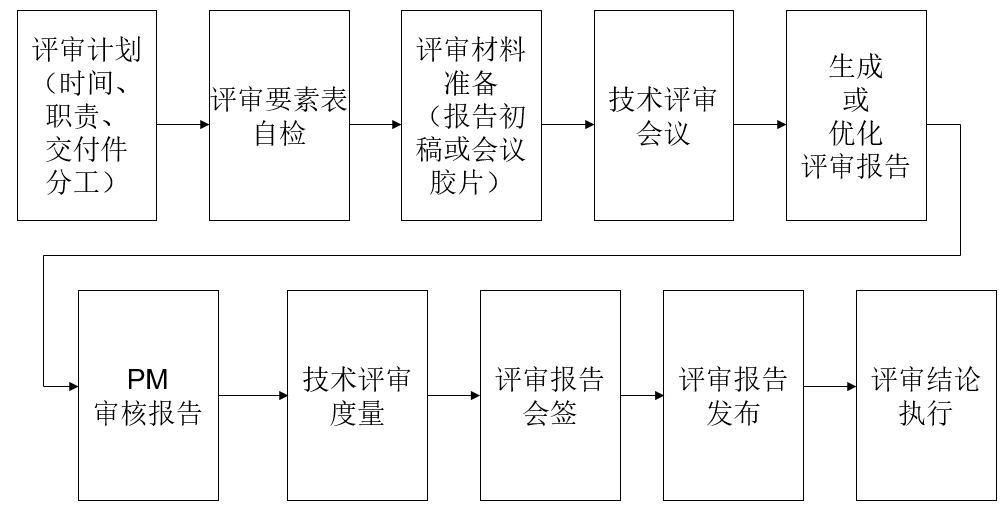 评审计划
（时间、
职责、
交付件
分工）
评审要素表
自检
评审材料
准备
（报告初
稿或会议
胶片）
技术评审
会议
生成
或
优化
评审报告
PM
审核报告
技术评审
度量
评审报告
会签
评审报告
发布
评审结论
执行